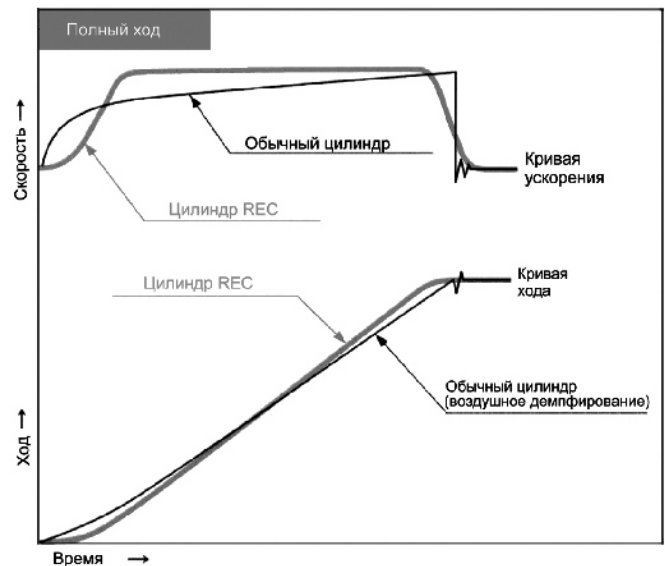 Полный ход
Скорость →
Обычный цилиндр
Кривая
ускорения
Цилиндр REC
Цилиндр REC
Кривая
хода
Обычный цилиндр
(воздушное демпфирование)
Ход →
Время →